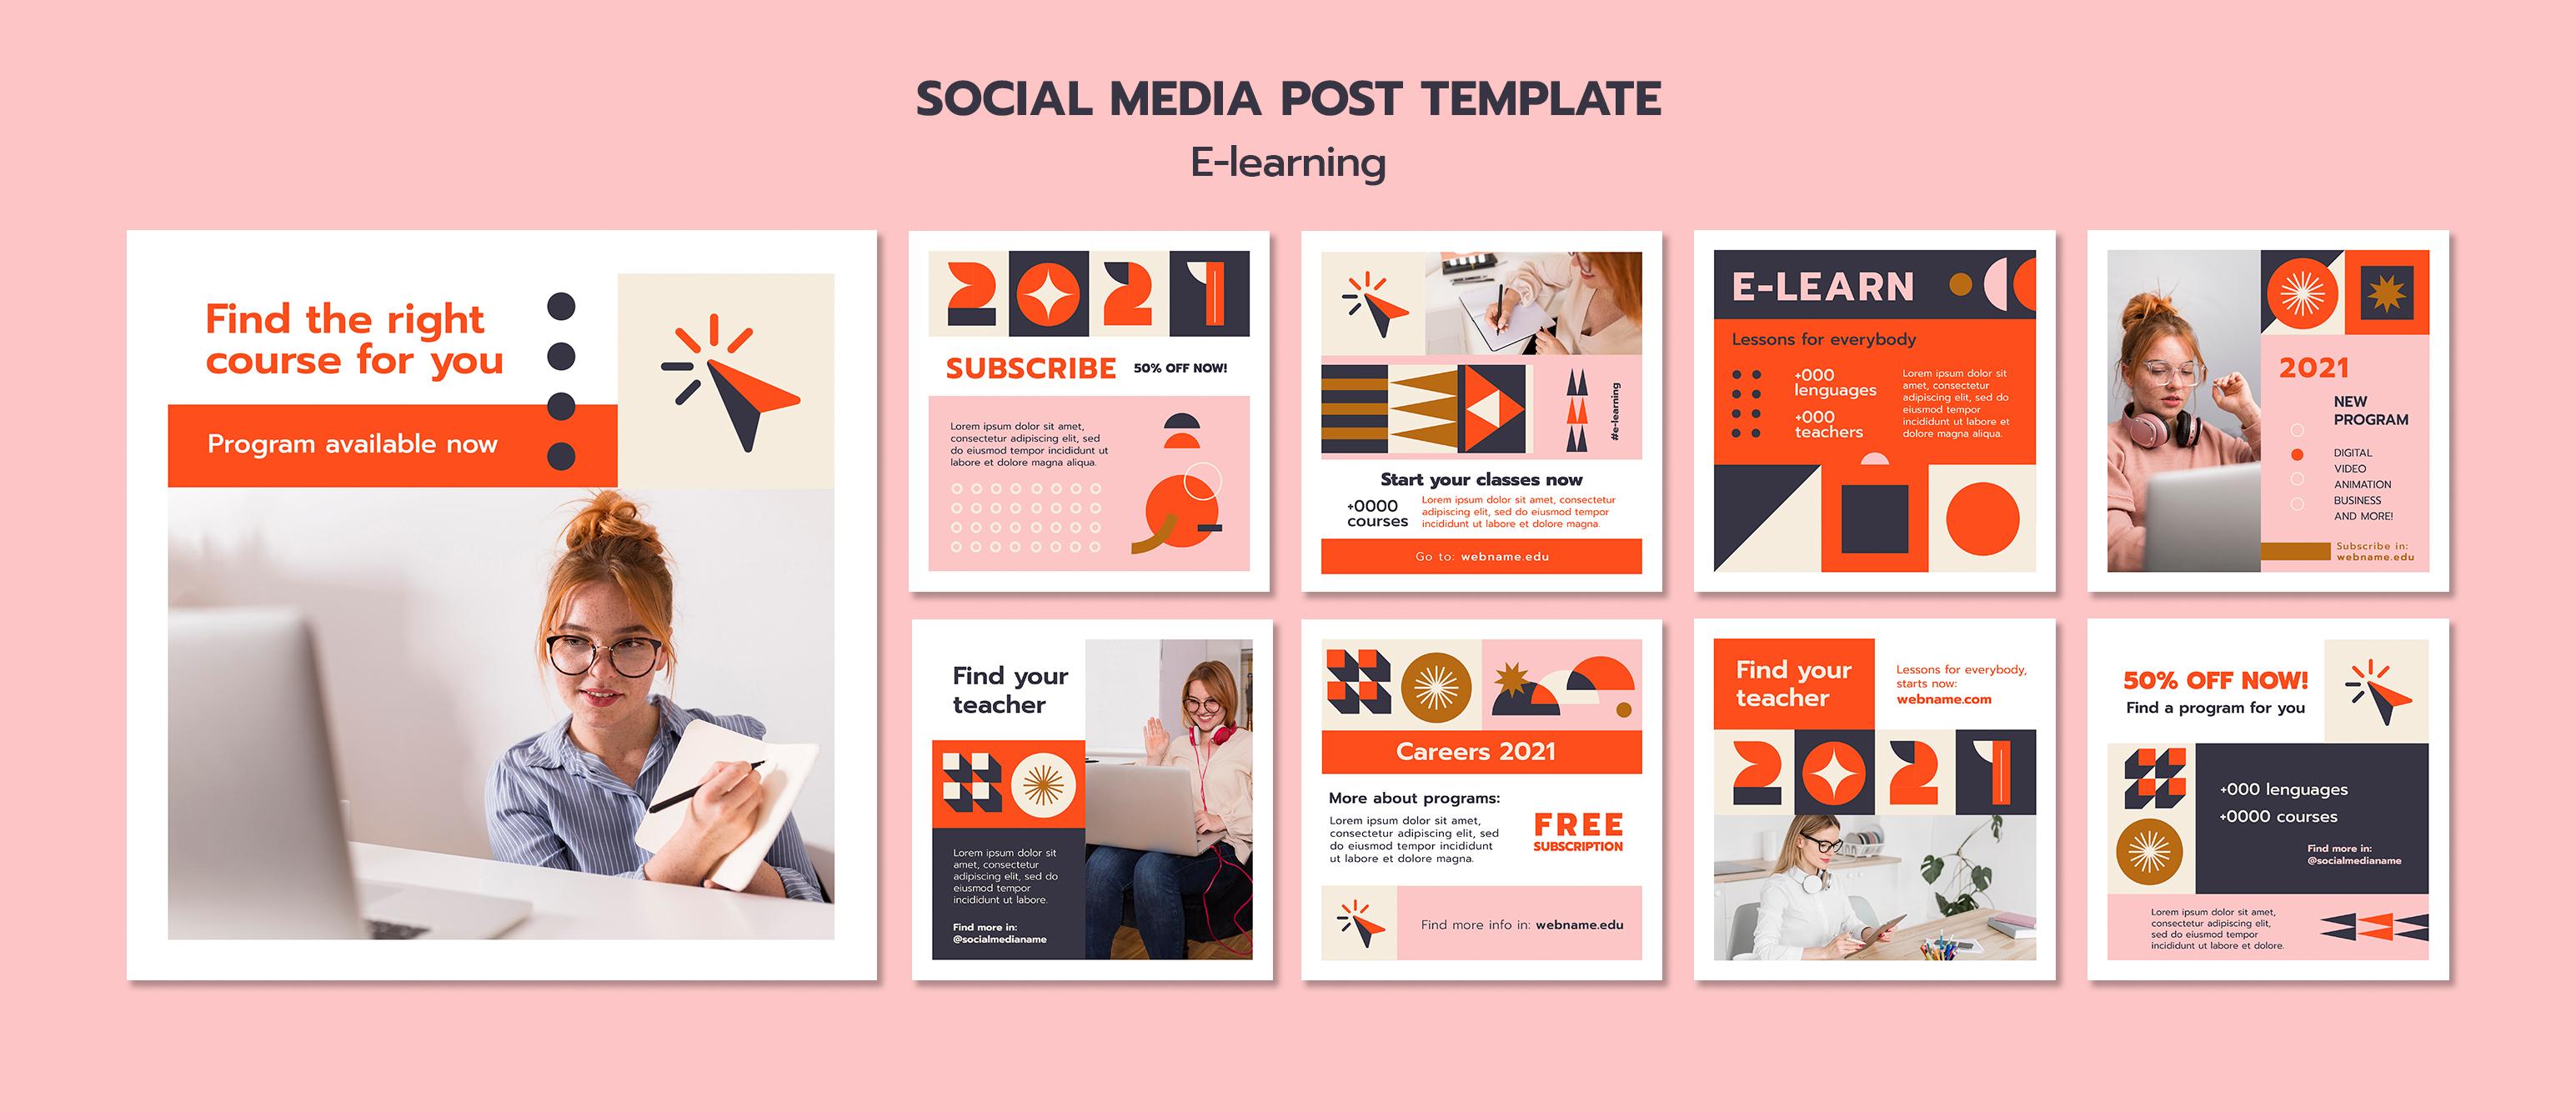 SOCIAL MEDIA POST TEMPLATE
E-learning
Find the right
course for you
Program available now
2021
SUBSCRIBE 50% OFF NOW!
Lorem ipsum dolor sit amet,
consectetur adipiscing elit, sed
do eiusmod tempor incididunt ut
labore et dolore magna aliqua.
#e-learning
Start your classes now
+0000
courses
Lorem ipsum dolor sit amet, consectetur
adipiscing elit, sed do eiusmod tempor
incididunt ut labore et dolore magna.
Go to: webname.edu
E-LEARN
Lessons for everybody
+000
lenguages
+000
teachers
Lorem ipsum dolor sit
amet, consectetur
adipiscing elit, sed do
eiusmod tempor
incididunt ut labore et
dolore magna aliqua.
2021
NEW
PROGRAM
DIGITAL
VIDEO
ANIMATION
BUSINESS
AND MORE!
Subscribe in:
webname.edu
Find your
teacher
Lorem ipsum dolor sit
amet, consectetur
adipiscing elit, sed do
eiusmod tempor
incididunt ut labore.
Find more in:
@socialmedianame
Careers 2021
More about programs:
Lorem ipsum dolor sit amet,
consectetur adipiscing elit, sed
do eiusmod tempor incididunt
ut labore et dolore magna.
FREE
SUBSCRIPTION
Find more info in: webname.edu
Find your
teacher
Lessons for everybody,
starts now:
webname.com
2021
50% OFF NOW!
Find a program for you
+000 lenguages
+0000 courses
Find more in:
@socialmedianame
Lorem ipsum dolor sit amet,
consectetur adipiscing elit,
sed do eiusmod tempor
incididunt ut labore et dolore.